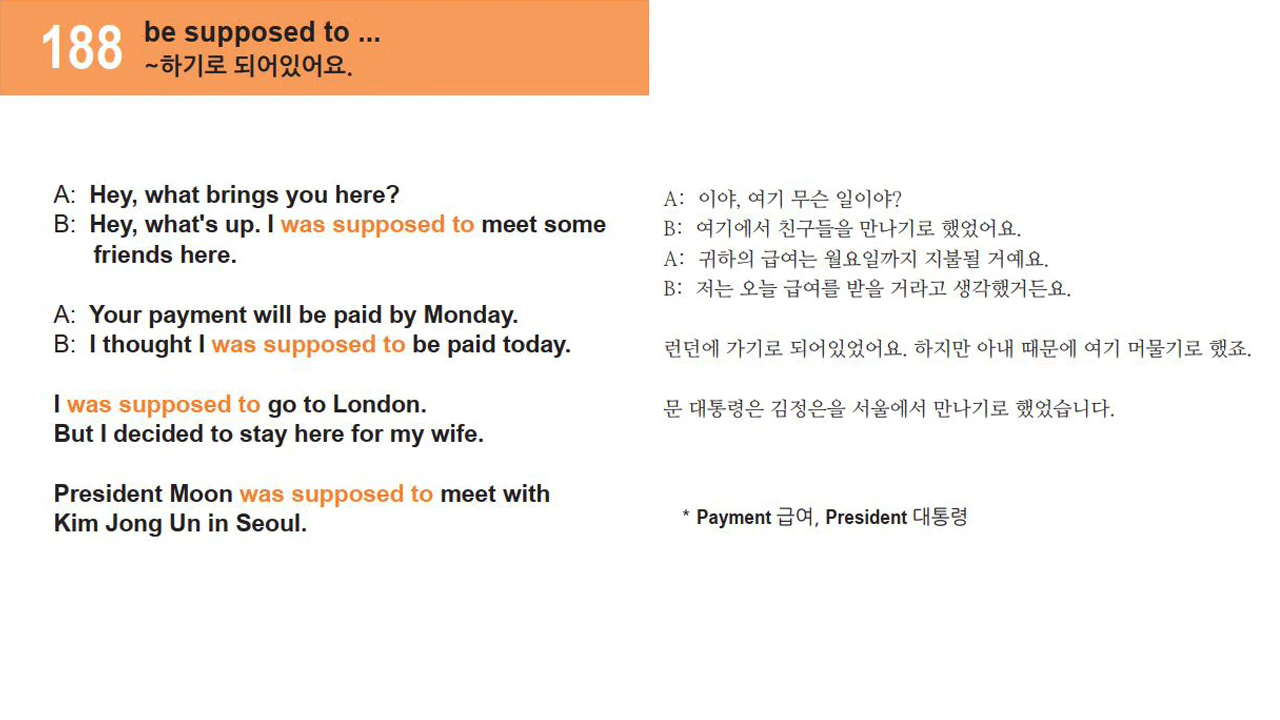 188
be supposed to ...
~하기로 되어있어요.
A: Hey, what brings you here?
B: Hey, what's up. I was supposed to meet some
friends here.
A: Your payment will be paid by Monday.
B: I thought I was supposed to be paid today.
I was supposed to go to London.
But I decided to stay here for my wife.
President Moon was supposed to meet with
Kim Jong Un in Seoul.
A: 이야, 여기 무슨 일이야?
B: 여기에서 친구들을 만나기로 했었어요.
A: 귀하의 급여는 월요일까지 지불될 거예요.
B: 저는 오늘 급여를 받을 거라고 생각했거든요.
런던에 가기로 되어있었어요. 하지만 아내 때문에 여기 머물기로 했죠.
문 대통령은 김정은을 서울에서 만나기로 했었습니다.
* Payment 급여, President 대통령